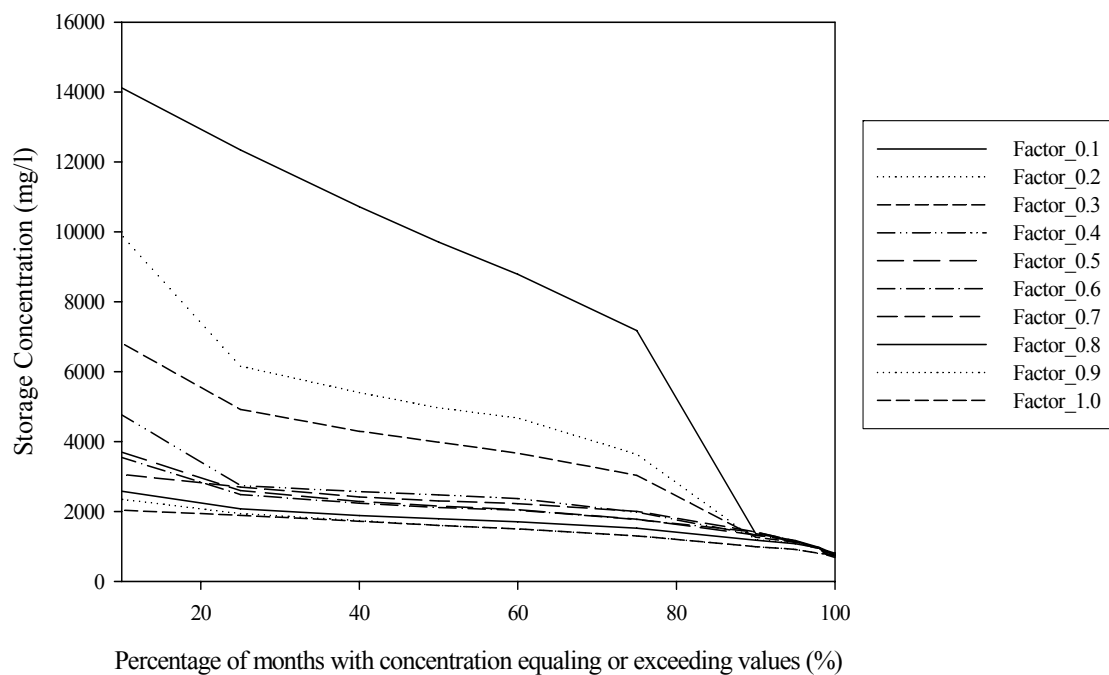 16000
14000
12000
10000
8000
6000
4000
2000
0
Storage Concentration (mg/l)
20
40
60
80
100
Percentage of months with concentration equaling or exceeding values (%)
Factor_0.1
Factor_0.2
Factor_0.3
Factor_0.4
Factor_0.5
Factor_0.6
Factor_0.7
Factor_0.8
Factor_0.9
Factor_1.0